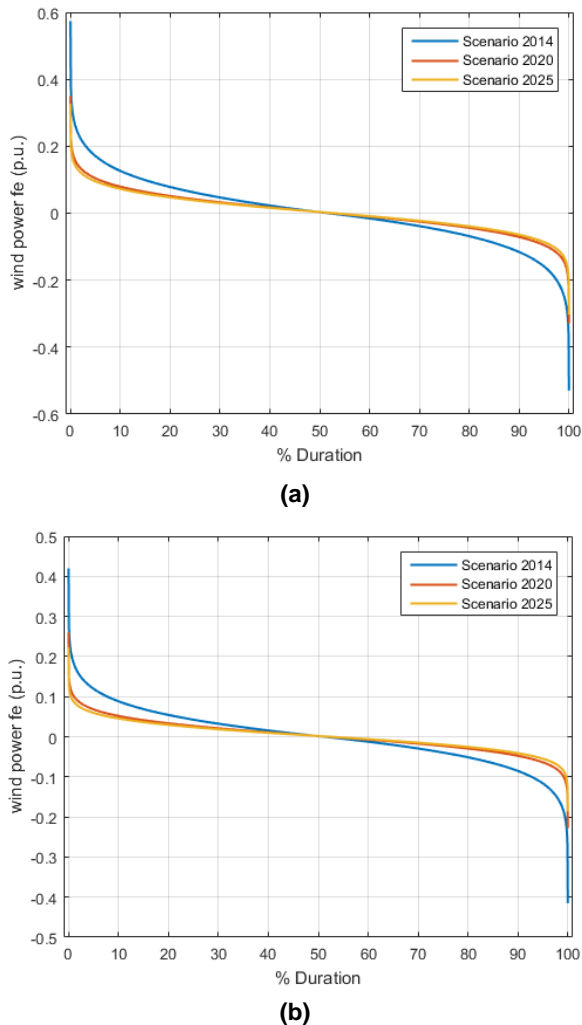 0.6
0.4
0.2
0
-0.2
-0.4
-0.6
wind power fe (p.u.)
Scenario 2014
Scenario 2020
Scenario 2025
0 10 20 30 40 50 60 70 80 90 100
% Duration
(a)
0.5
0.4
0.3
0.2
0.1
0
-0.1
-0.2
-0.3
-0.4
-0.5
wind power fe (p.u.)
Scenario 2014
Scenario 2020
Scenario 2025
0 10 20 30 40 50 60 70 80 90 100
% Duration
(b)